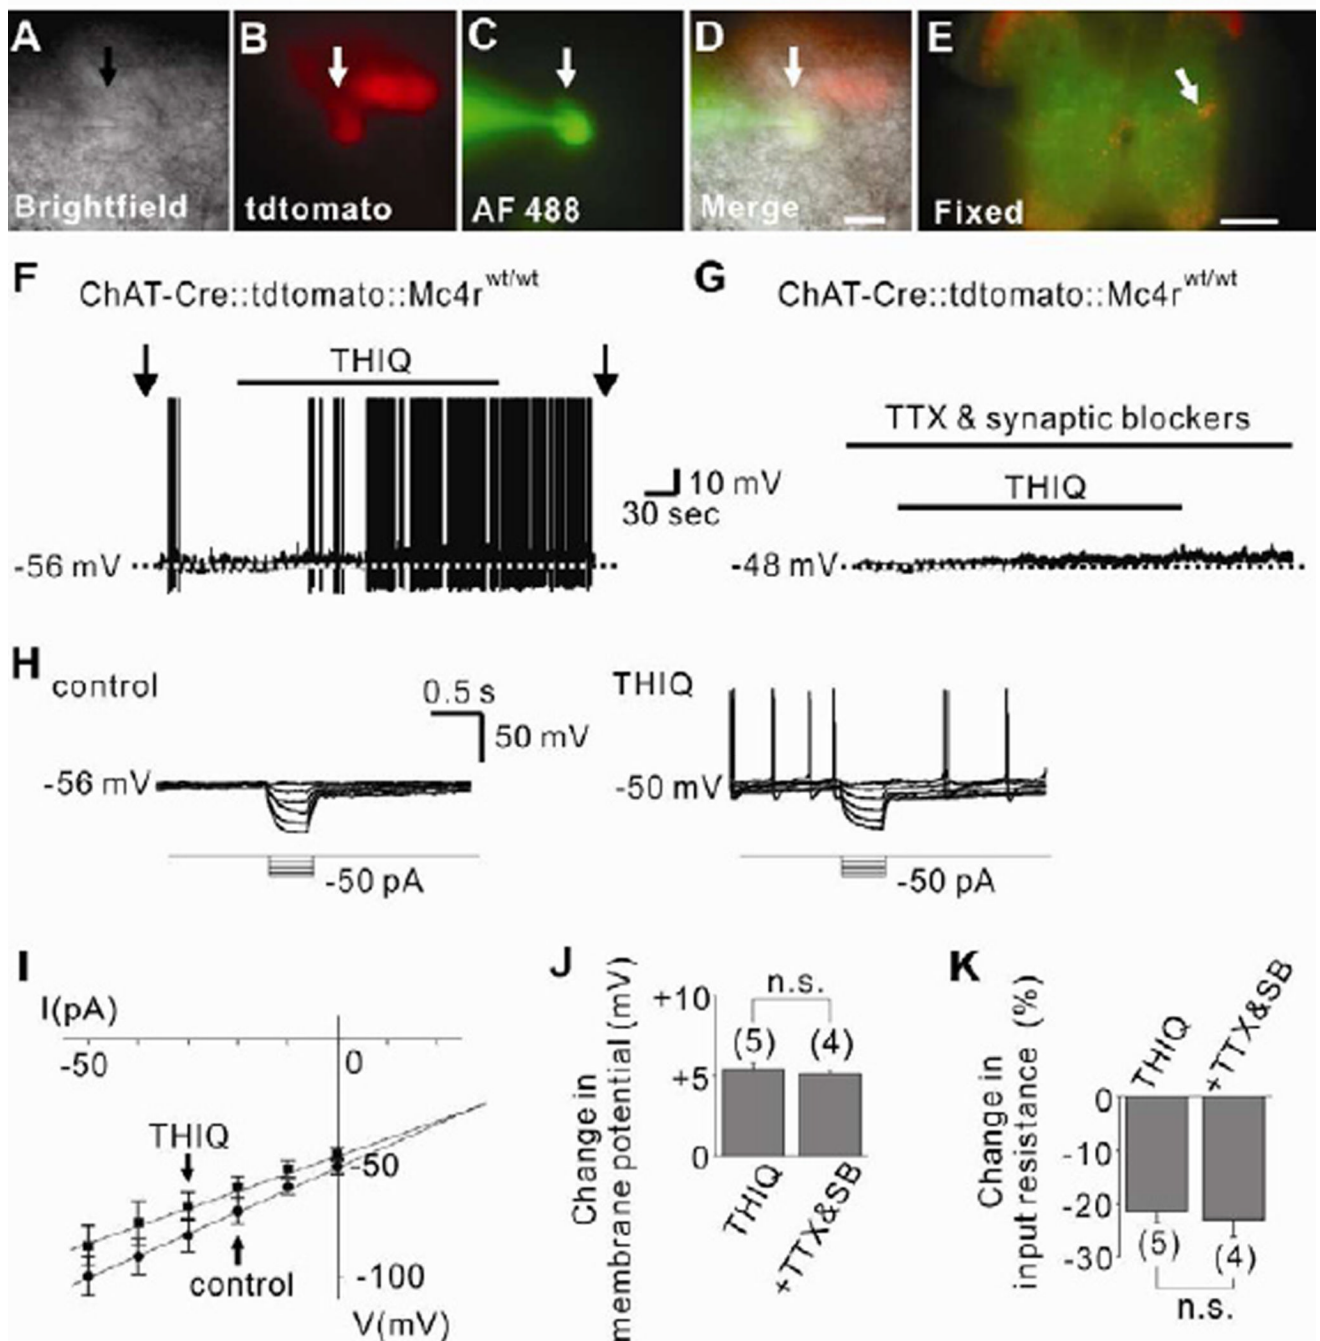 A
B
C
D
E
Brightfield
tdtomato
AF 488
Merge
Fixed
F
ChAT-Cre::tdtomato::Mc4r wt/wt
THIQ
-56 mV
10 mV
30 sec
G
ChAT-Cre::tdtomato::Mc4r wt/wt
TTX & synaptic blockers
THIQ
-48 mV
H
control
0.5 s
50 mV
-56 mV
-50 pA
THIQ
-50 mV
-50 pA
I
I(pA)
-50
0
THIQ
-50
control
-100
V(mV)
J
Change in
membrane potential (mV)
n.s.
+10
(5)
(4)
+5
0
THIQ
+TTX&SB
K
Change in
input resistance (%)
THIQ
+TTX&SB
0
-10
-20
-30
(5)
(4)
n.s.